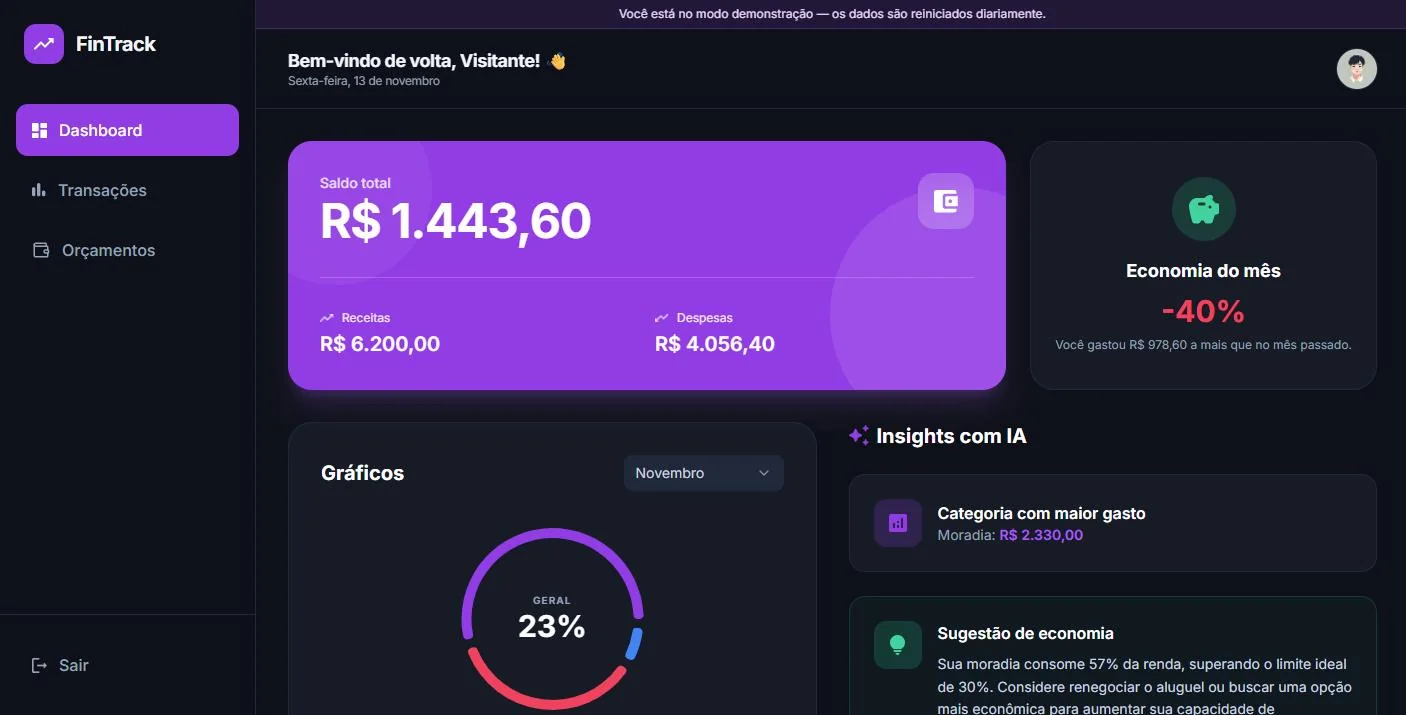 FinTrack
Dashboard
Transações
Orçamentos
Sair
Você está no modo demonstração — os dados são reiniciados diariamente.
Bem-vindo de volta, Visitante! 👋
Sexta-feira, 13 de novembro
Saldo total
R$ 1.443,60
Receitas
R$ 6.200,00
Despesas
R$ 4.056,40
Economia do mês
-40%
Você gastou R$ 978,60 a mais que no mês passado.
Gráficos
Novembro
GERAL
23%
Insights com IA
Categoria com maior gasto
Moradia: R$ 2.330,00
Sugestão de economia
Sua moradia consome 57% da renda, superando o limite ideal
de 30%. Considere renegociar o aluguel ou buscar uma opção
mais econômica para aumentar sua capacidade de